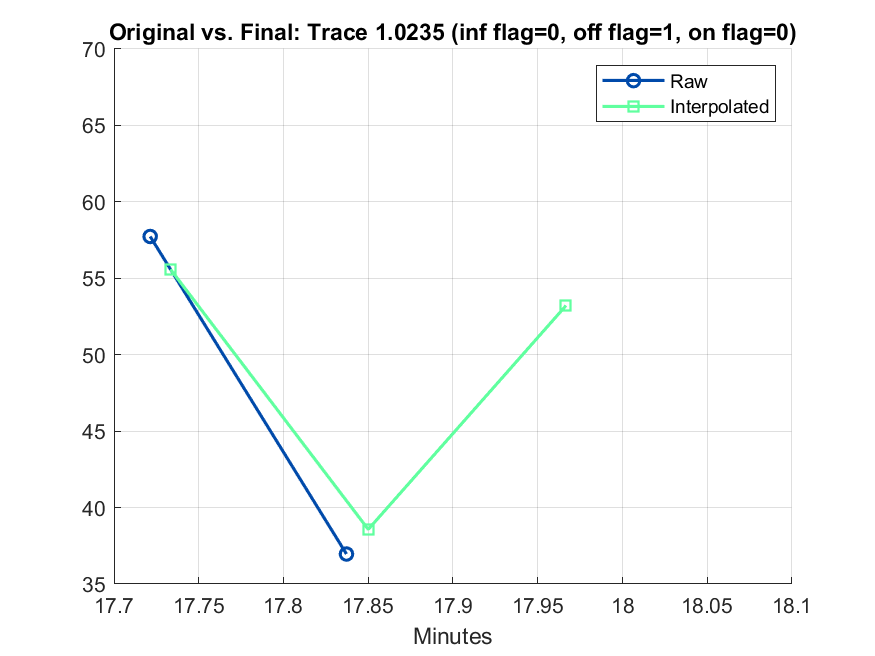 Original vs. Final: Trace 1.0235 (inf flag=0, off flag=1, on flag=0)
Raw
Interpolated
70
65
60
55
50
45
40
35
17.7 17.75 17.8 17.85 17.9 17.95 18 18.05 18.1
Minutes